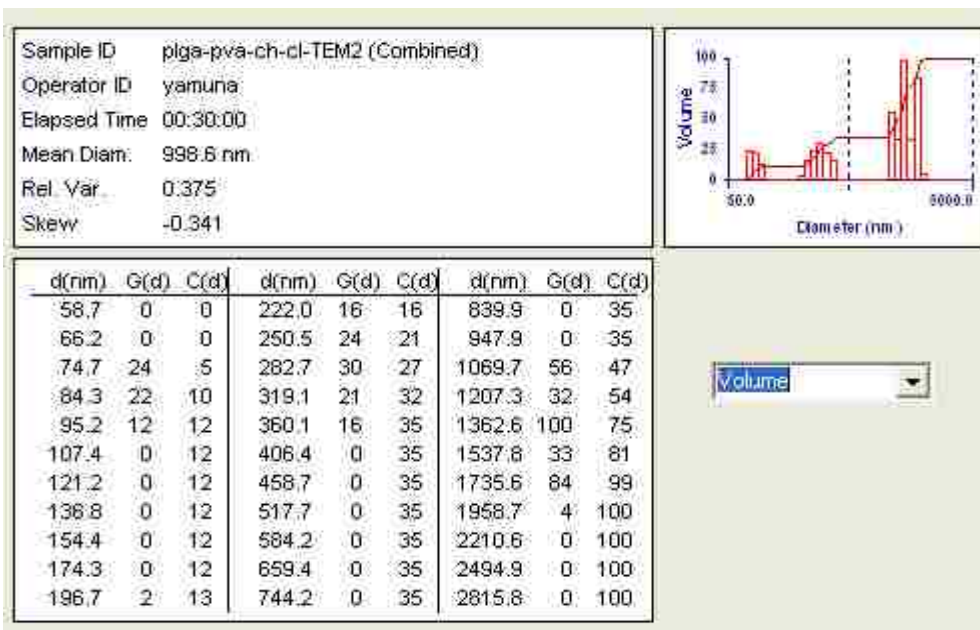 Sample ID plga-pva-ch-cl-TEM2 (Combined)
Operator ID yamuna
Elapsed Time 00:30:00
Mean Diam. 998.6 nm
Rel. Var. 0.375
Skew -0.341
100
75
50
25
0
Volume
50.0 5000.0
Diameter (nm)
d(nm) G(d) C(d) d(nm) G(d) C(d) d(nm) G(d) C(d)
58.7 0 0 222.0 16 16 839.9 0 35
66.2 0 0 250.5 24 21 947.9 0 35
74.7 24 5 282.7 30 27 1069.7 56 47
84.3 22 10 319.1 21 32 1207.3 32 54
95.2 12 12 360.1 16 35 1362.6 100 75
107.4 0 12 406.4 0 35 1537.8 33 81
121.2 0 12 458.7 0 35 1735.6 84 99
136.8 0 12 517.7 0 35 1958.7 4 100
154.4 0 12 584.2 0 35 2210.6 0 100
174.3 0 12 659.4 0 35 2494.9 0 100
196.7 2 13 744.2 0 35 2815.8 0 100
Volume